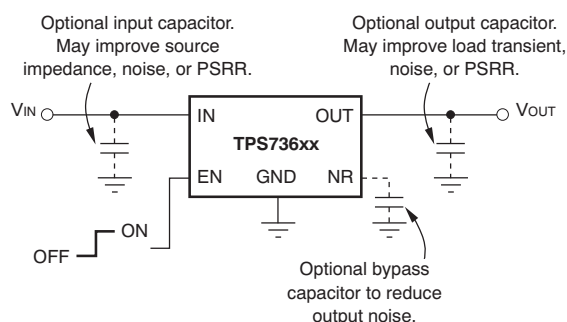 Optional input capacitor.
May improve source
impedance, noise, or PSRR.
Optional output capacitor.
May improve load transient,
noise, or PSRR.
VIN
IN
OUT
VOUT
TPS736xx
EN
GND
NR
OFF
ON
Optional bypass
capacitor to reduce
output noise.